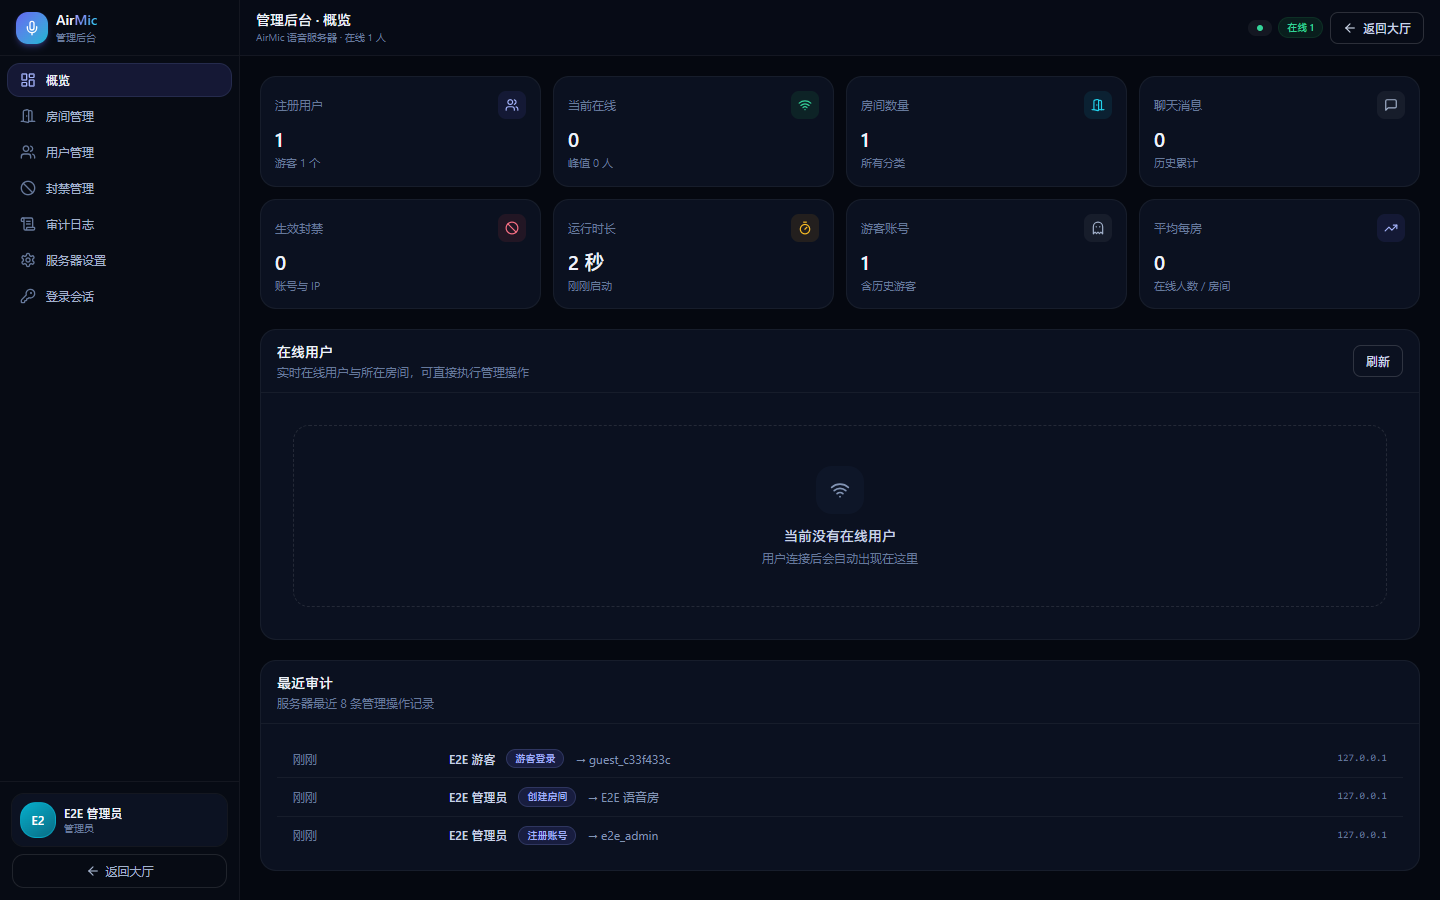 AirMic
管理后台
概览
房间管理
用户管理
封禁管理
审计日志
服务器设置
登录会话
E2
E2E 管理员
管理员
返回大厅
管理后台 · 概览
AirMic 语音服务器 · 在线 1 人
在线 1
返回大厅
注册用户
1
游客 1 个
当前在线
0
峰值 0 人
房间数量
1
所有分类
聊天消息
0
历史累计
生效封禁
0
账号与 IP
运行时长
2 秒
刚刚启动
游客账号
1
含历史游客
平均每房
0
在线人数 / 房间
在线用户
实时在线用户与所在房间，可直接执行管理操作
刷新
当前没有在线用户
用户连接后会自动出现在这里
最近审计
服务器最近 8 条管理操作记录
刚刚 E2E 游客 游客登录 → guest_c33f433c 127.0.0.1
刚刚 E2E 管理员 创建房间 → E2E 语音房 127.0.0.1
刚刚 E2E 管理员 注册账号 → e2e_admin 127.0.0.1